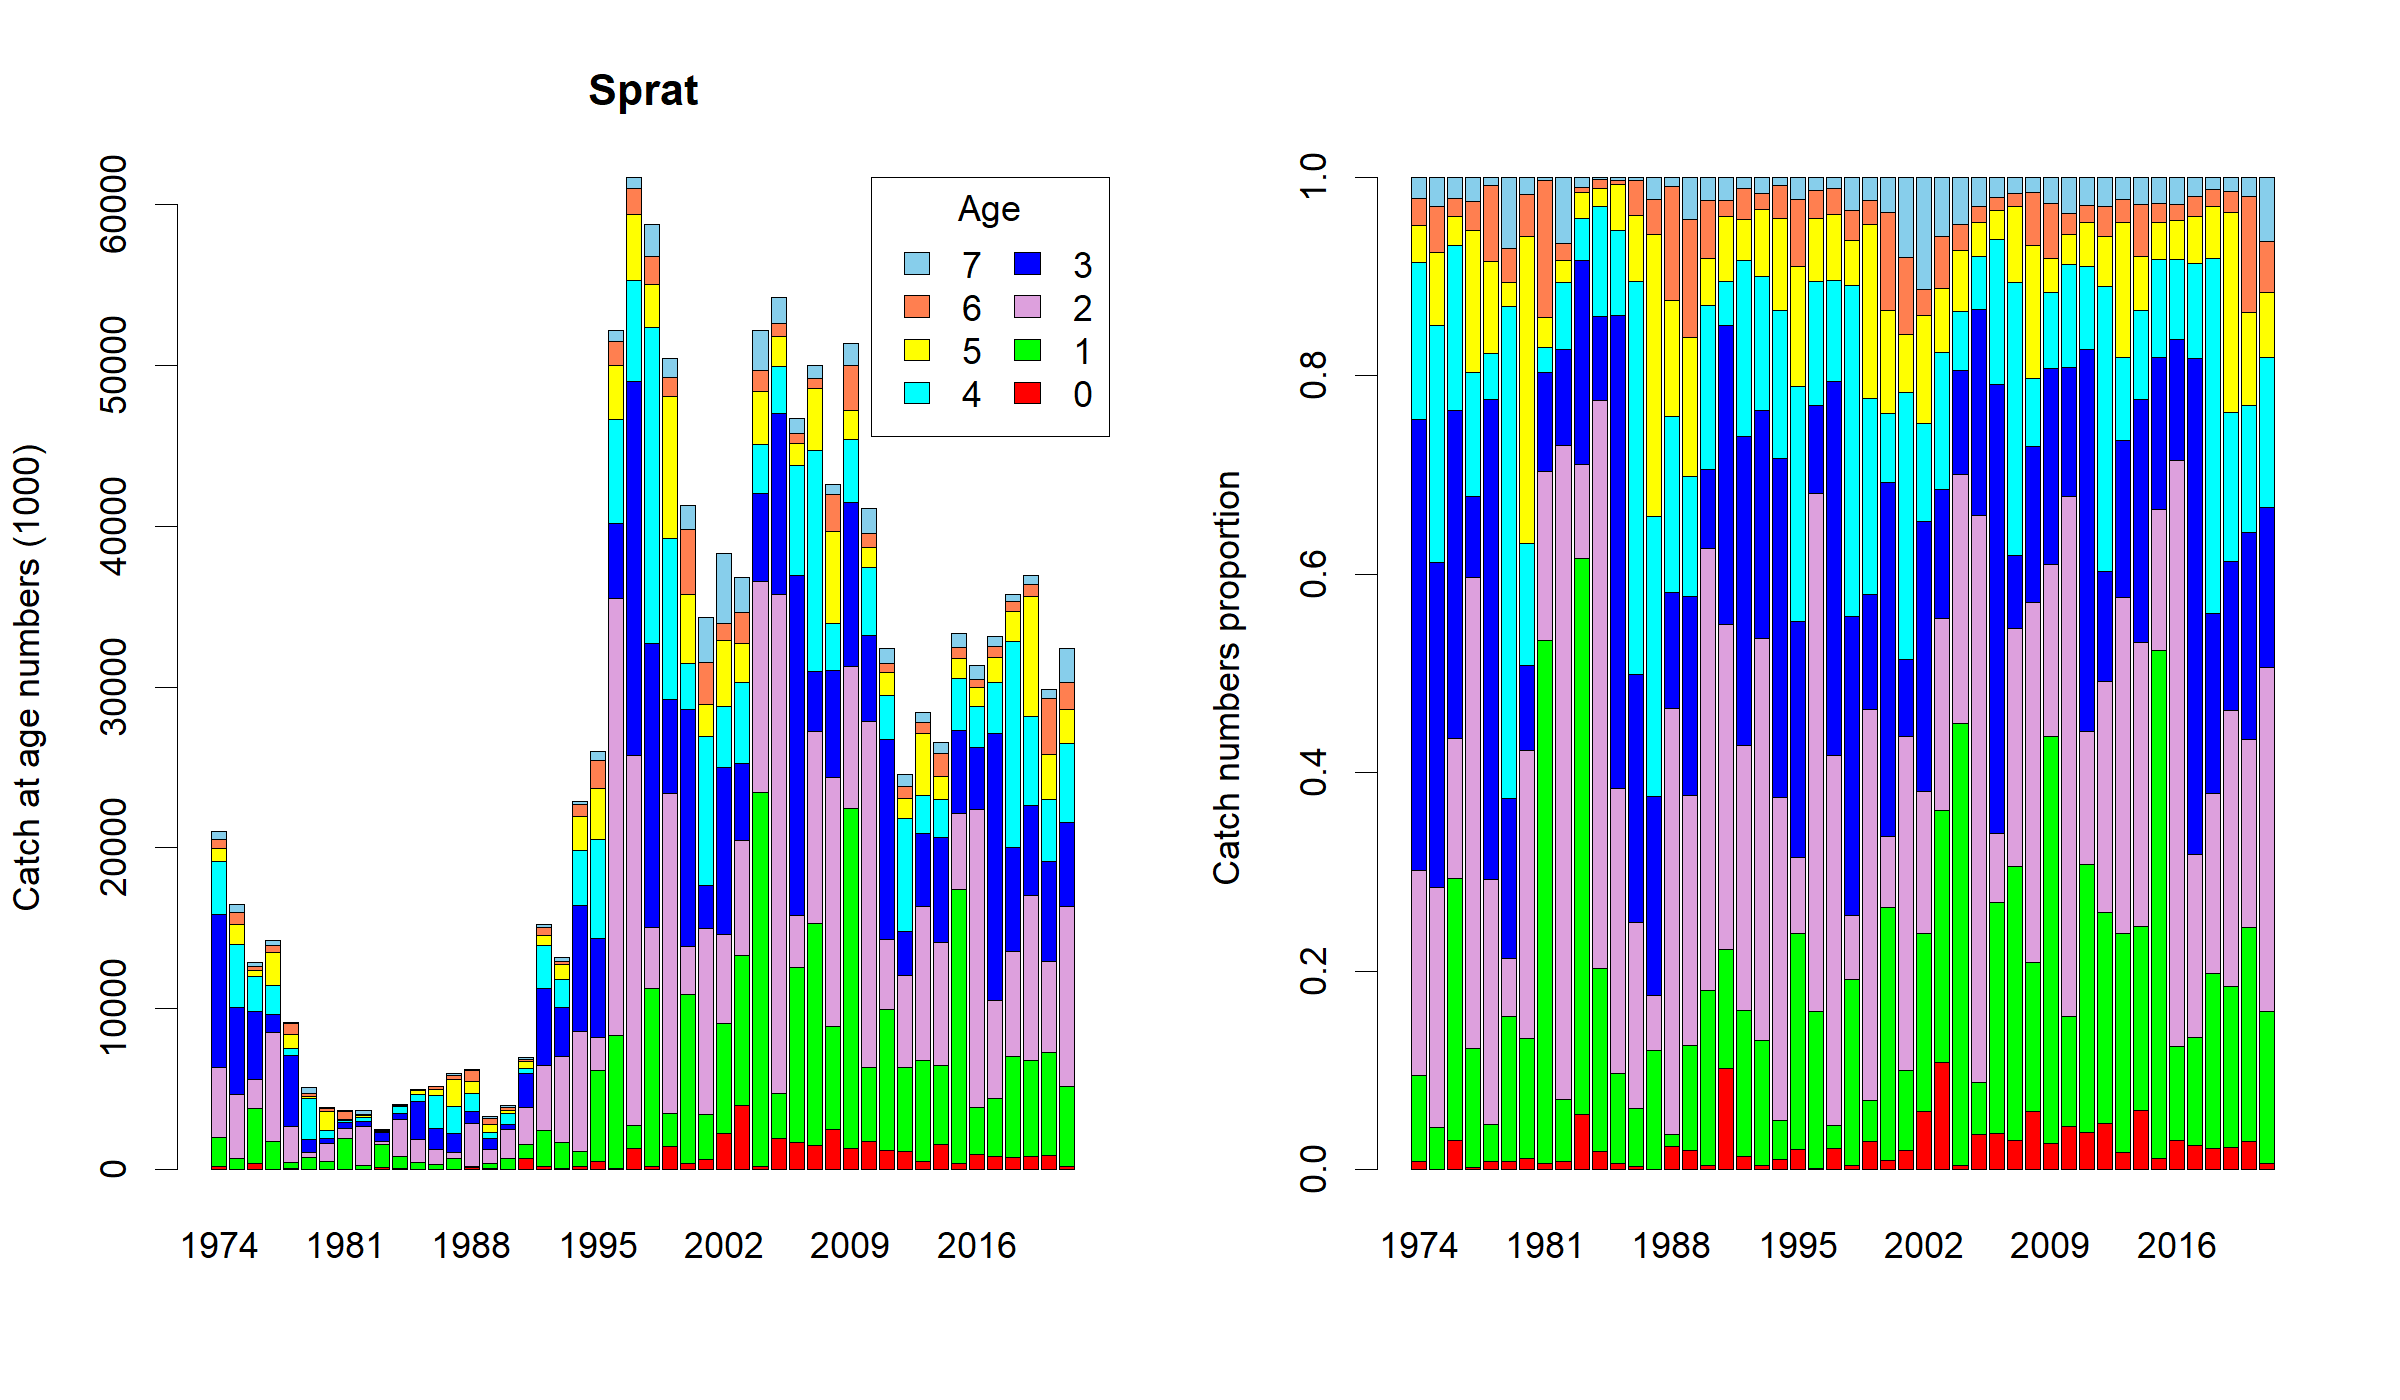 Sprat
Catch at age numbers (1000)
60000
50000
40000
30000
20000
10000
0
Age
7 3
6 2
5 1
4 0
1974 1981 1988 1995 2002 2009 2016
Catch numbers proportion
1.0
0.8
0.6
0.4
0.2
0.0
1974 1981 1988 1995 2002 2009 2016